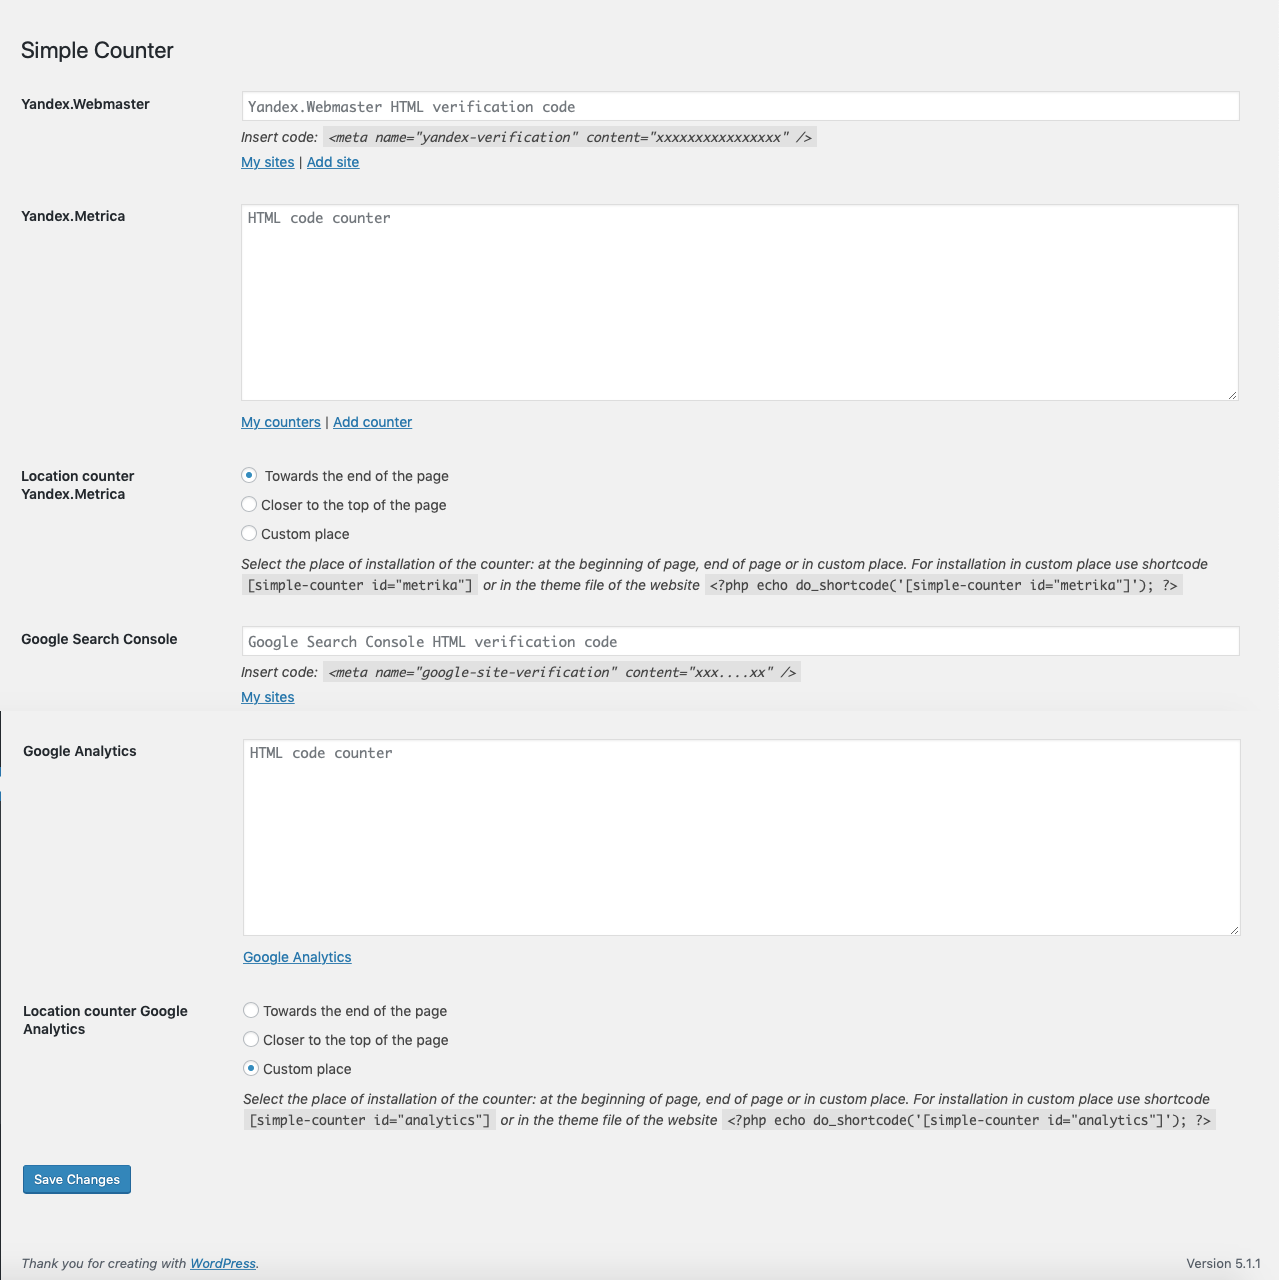 Simple Counter
Yandex.Webmaster
Yandex.Webmaster HTML verification code
Insert code: <meta name="yandex-verification" content="xxxxxxxxxxxxxxxx" />
My sites | Add site
Yandex.Metrica
HTML code counter
My counters | Add counter
Location counter
Yandex.Metrica
Towards the end of the page
Closer to the top of the page
Custom place
Select the place of installation of the counter: at the beginning of page, end of page or in custom place. For installation in custom place use shortcode
[simple-counter id="metrika"] or in the theme file of the website <?php echo do_shortcode('[simple-counter id="metrika"]'); ?>
Google Search Console
Google Search Console HTML verification code
Insert code: <meta name="google-site-verification" content="xxx....xx" />
My sites
Google Analytics
HTML code counter
Google Analytics
Location counter Google
Analytics
Towards the end of the page
Closer to the top of the page
Custom place
Select the place of installation of the counter: at the beginning of page, end of page or in custom place. For installation in custom place use shortcode
[simple-counter id="analytics"] or in the theme file of the website <?php echo do_shortcode('[simple-counter id="analytics"]'); ?>
Save Changes
Thank you for creating with WordPress.
Version 5.1.1